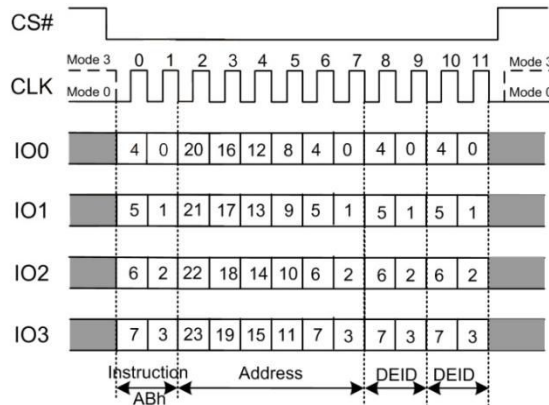 CS#
Mode 3 0 1 2 3 4 5 6 7 8 9 10 11 Mode 3
CLK
Mode 0 Mode 0
IO0 4 0 20 16 12 8 4 0 4 0 4 0
IO1 5 1 21 17 13 9 5 1 5 1 5 1
IO2 6 2 22 18 14 10 6 2 6 2 6 2
IO3 7 3 23 19 15 11 7 3 7 3 7 3
Instruction Address DEID DEID
ABh